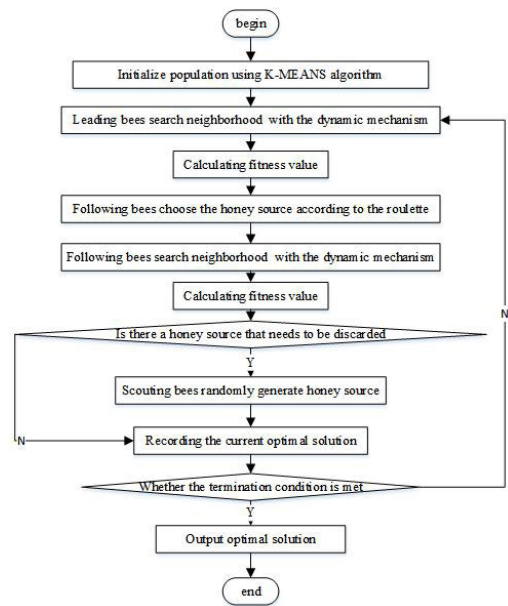 begin
Initialize population using K-MEANS algorithm
Leading bees search neighborhood with the dynamic mechanism
Calculating fitness value
Following bees choose the honey source according to the roulette
Following bees search neighborhood with the dynamic mechanism
Calculating fitness value
N
Is there a honey source that needs to be discarded
Y
Scouting bees randomly generate honey source
N
Recording the current optimal solution
Whether the termination condition is met
Y
Output optimal solution
end